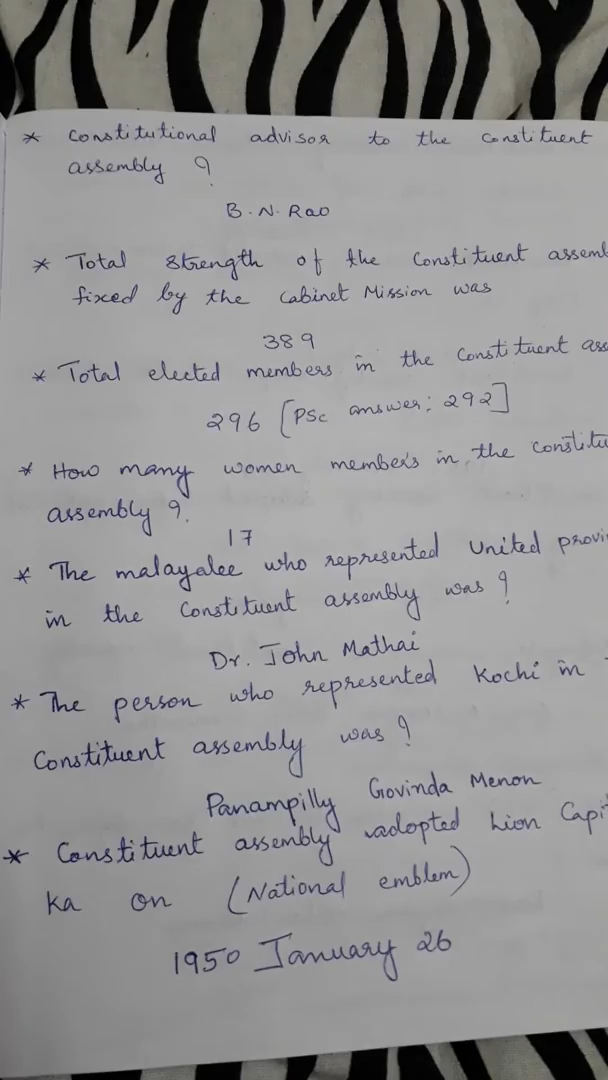 * Constitutional advisor to the constituent
assembly ?
B. N. Rao
* Total strength of the Constituent assembl
fixed by the Cabinet Mission was
389
* Total elected members in the Constituent ass
296 [PSC answer: 292]
* How many women members in the constitu
assembly ?.
17
* The malayalee who represented United provi
in the Constituent assembly was ?
Dr. John Mathai
* The person who represented Kochi in
Constituent assembly was ?
Panampilly Govinda Menon
* Constituent assembly adopted Lion Capi
ka on (National emblem)
1950 January 26